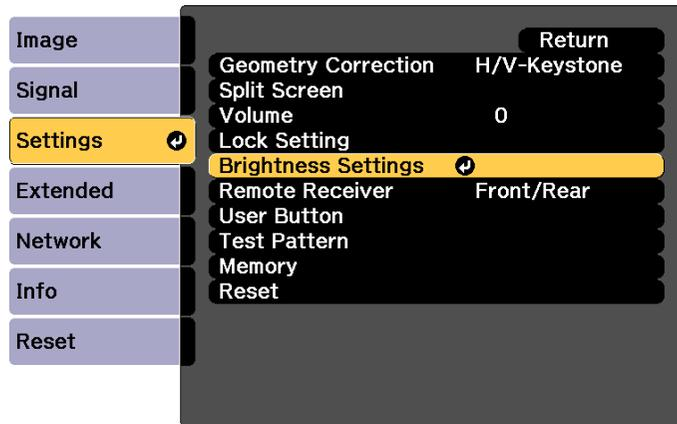 Image
Signal
Settings
Extended
Network
Info
Reset
Return
Geometry Correction H/V-Keystone
Split Screen
Volume 0
Lock Setting
Brightness Settings
Remote Receiver Front/Rear
User Button
Test Pattern
Memory
Reset